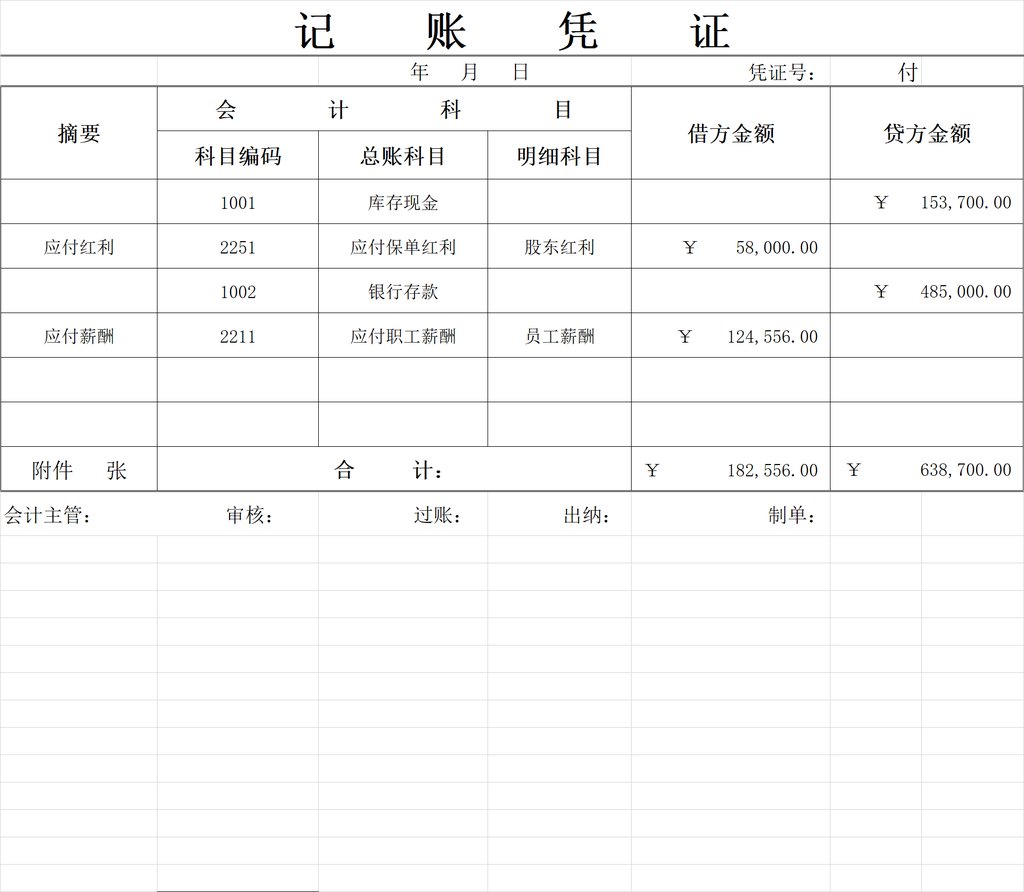 记 账 凭 证
年 月 日 凭证号： 付
摘要 会 计 科 目 借方金额 贷方金额
科目编码 总账科目 明细科目
1001 库存现金 ￥ 153,700.00
应付红利 2251 应付保单红利 股东红利 ￥ 58,000.00
1002 银行存款 ￥ 485,000.00
应付薪酬 2211 应付职工薪酬 员工薪酬 ￥ 124,556.00
附件 张 合 计： ￥ 182,556.00 ￥ 638,700.00
会计主管： 审核： 过账： 出纳： 制单：